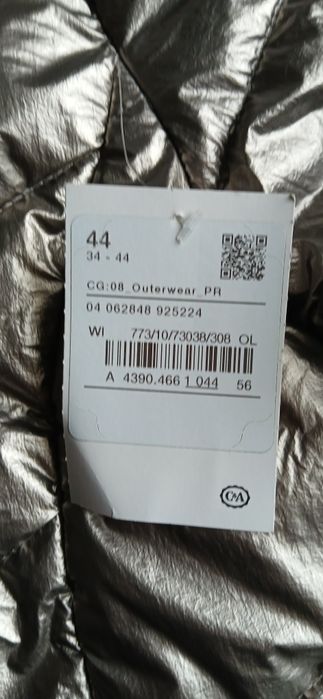 44
34 - 44
CG:08_Outerwear_PR
04 062848 925224
WI 773/10/73038/308 OL
A 4390.466 1 044 56
C&A